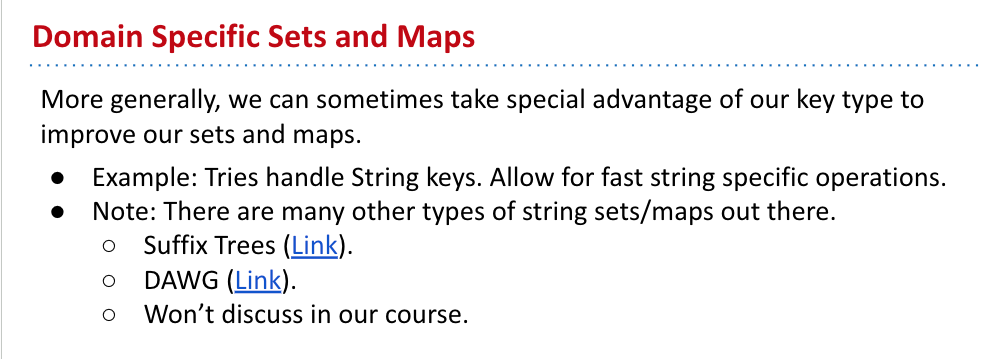 Domain Specific Sets and Maps
More generally, we can sometimes take special advantage of our key type to
improve our sets and maps.
● Example: Tries handle String keys. Allow for fast string specific operations.
● Note: There are many other types of string sets/maps out there.
○ Suffix Trees (Link).
○ DAWG (Link).
○ Won’t discuss in our course.